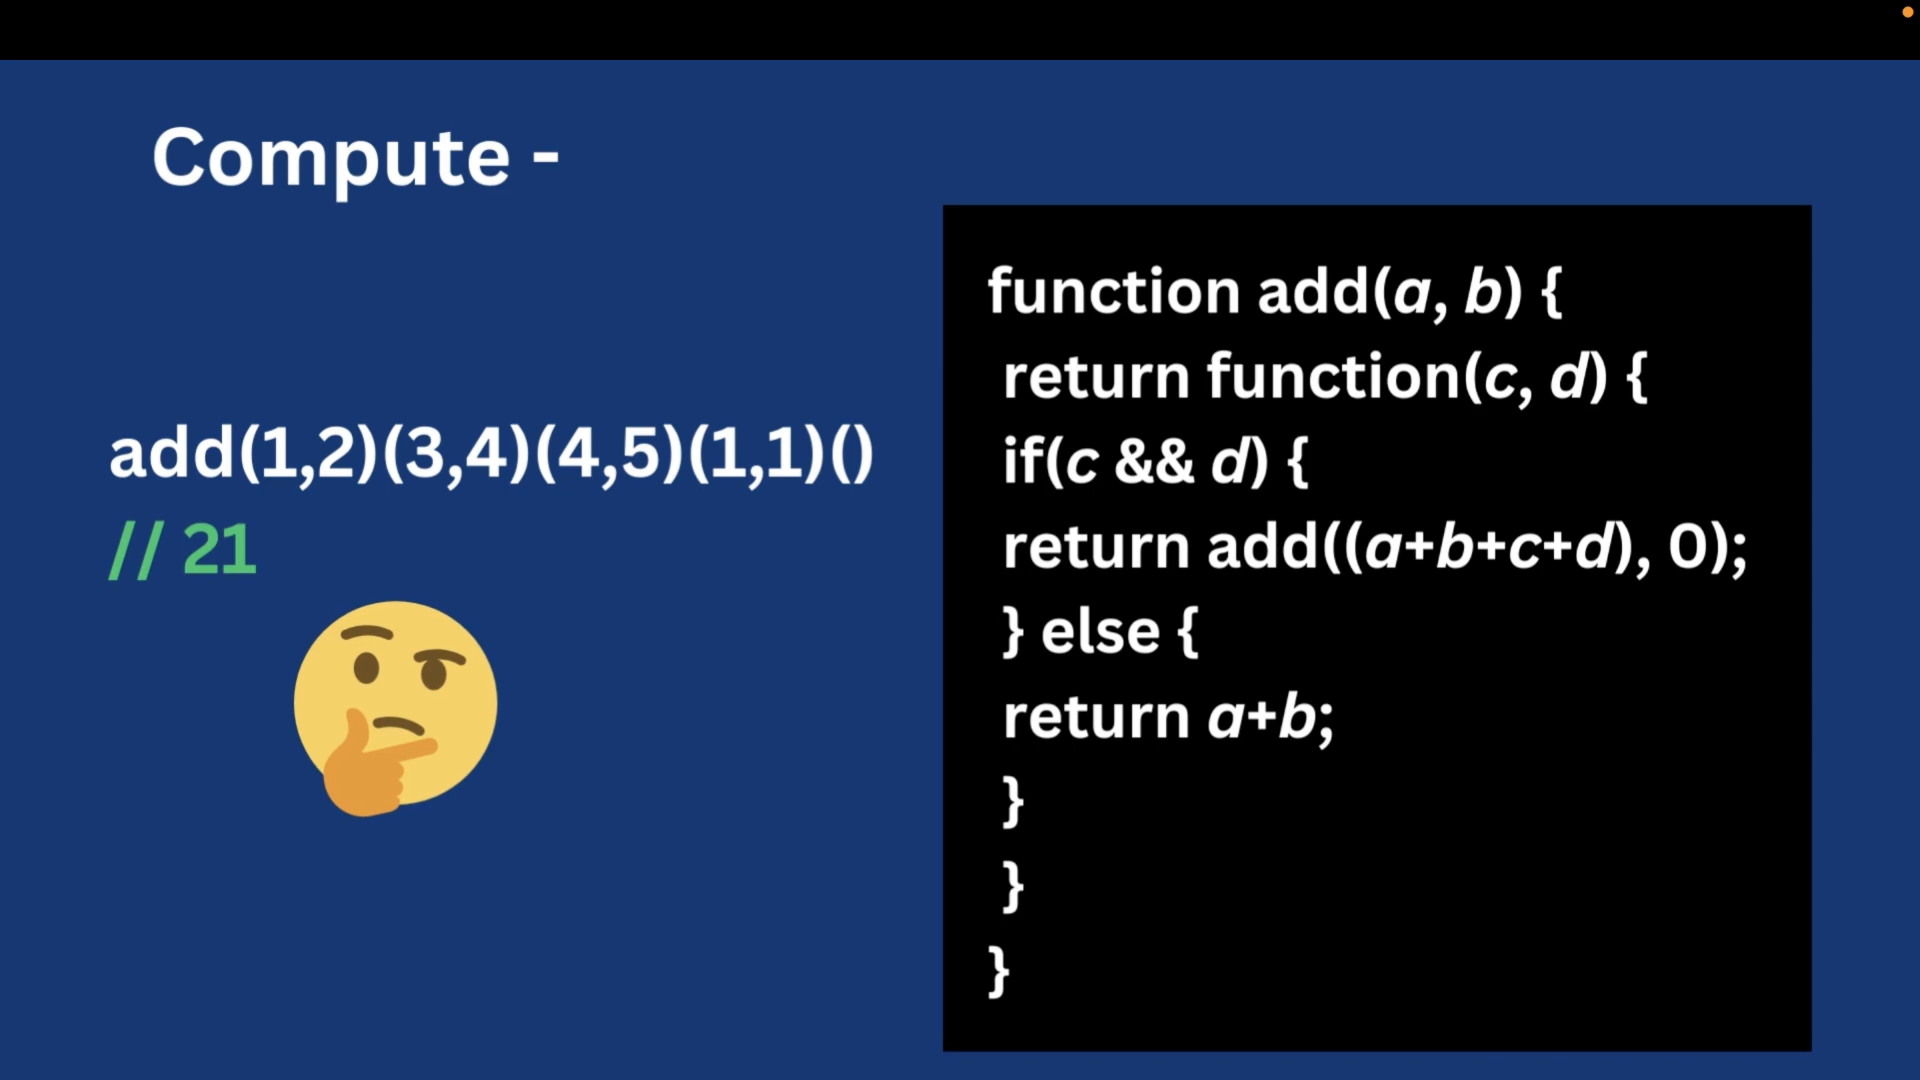 Compute -
add(1,2)(3,4)(4,5)(1,1)()
// 21
function add(a, b) {
return function(c, d) {
if(c && d) {
return add((a+b+c+d), 0);
} else {
return a+b;
}
}
}